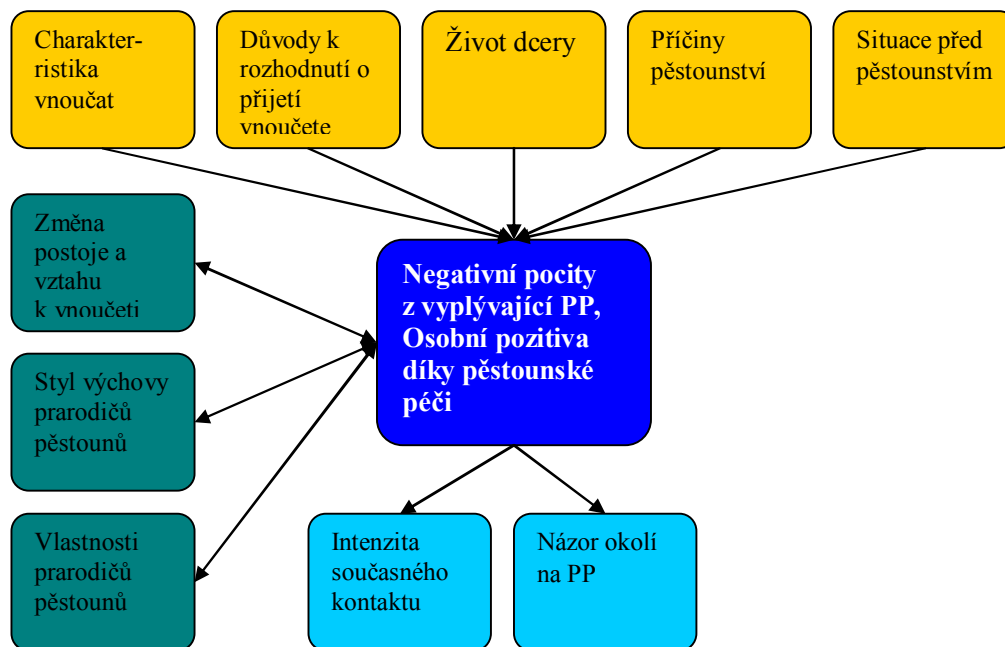 Charakter-
ristika
vnoučat
Důvody k
rozhodnutí o
přijetí
vnoučete
Život dcery
Příčiny
pěstounství
Situace před
pěstounstvím
Změna
postoje a
vztahu
k vnoučeti
Negativní pocity
z vyplývající PP,
Osobní pozitiva
díky pěstounské
péči
Styl výchovy
prarodičů
pěstounů
Vlastnosti
prarodičů
pěstounů
Intenzita
současného
kontaktu
Názor okolí
na PP